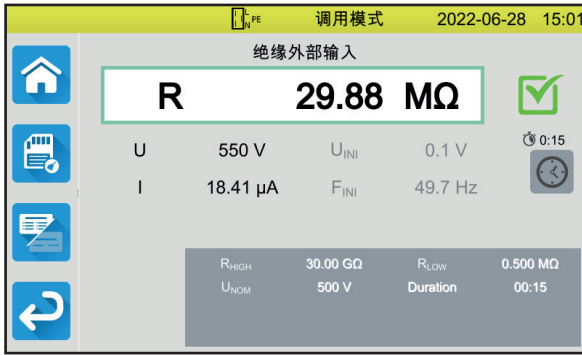 L N PE 调用模式 2022-06-28 15:01
绝缘外部输入
R 29.88 MΩ
0:15
U 550 V UINI 0.1 V
I 18.41 µA FINI 49.7 Hz
RHIGH 30.00 GΩ RLOW 0.500 MΩ
UNOM 500 V Duration 00:15